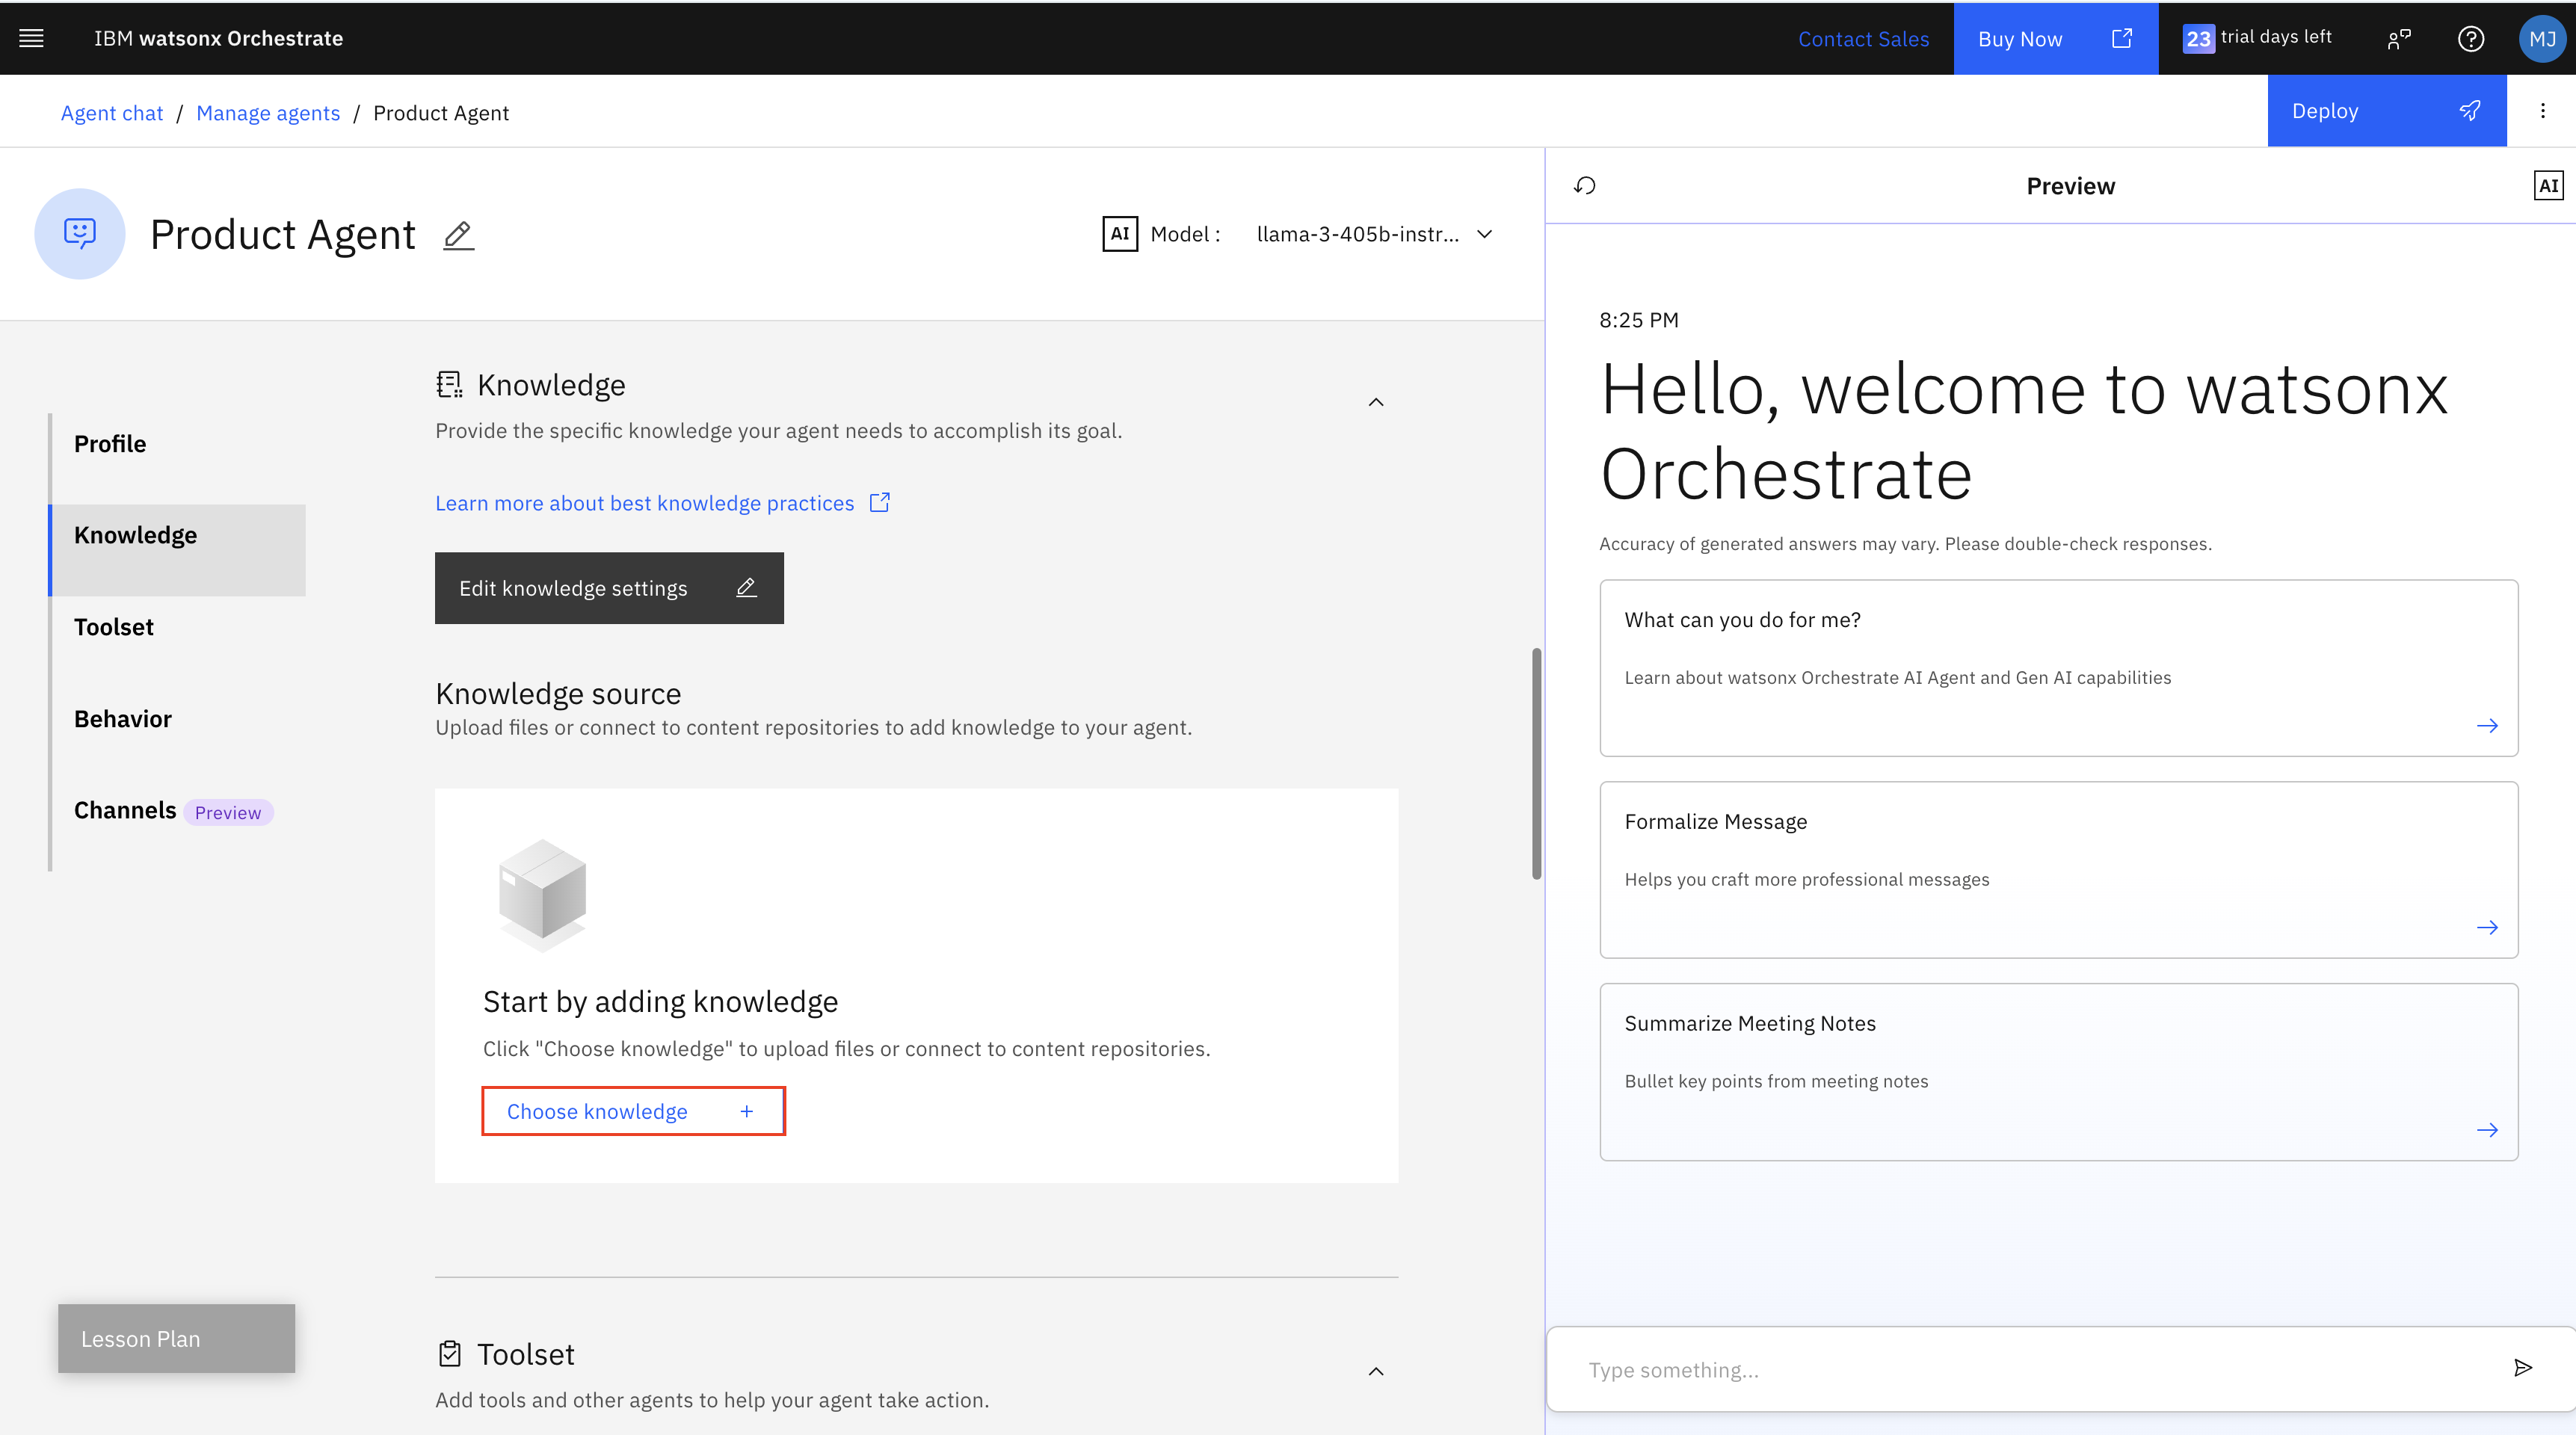 IBM watsonx Orchestrate
Contact Sales
Buy Now
23 trial days left
MJ
Agent chat / Manage agents / Product Agent
Deploy
Product Agent
AI Model : llama-3-405b-instr...
Profile
Knowledge
Toolset
Behavior
Channels Preview
Lesson Plan
Knowledge
Provide the specific knowledge your agent needs to accomplish its goal.
Learn more about best knowledge practices
Edit knowledge settings
Knowledge source
Upload files or connect to content repositories to add knowledge to your agent.
Start by adding knowledge
Click "Choose knowledge" to upload files or connect to content repositories.
Choose knowledge +
Toolset
Add tools and other agents to help your agent take action.
Preview
AI
8:25 PM
Hello, welcome to watsonx
Orchestrate
Accuracy of generated answers may vary. Please double-check responses.
What can you do for me?
Learn about watsonx Orchestrate AI Agent and Gen AI capabilities
Formalize Message
Helps you craft more professional messages
Summarize Meeting Notes
Bullet key points from meeting notes
Type something...